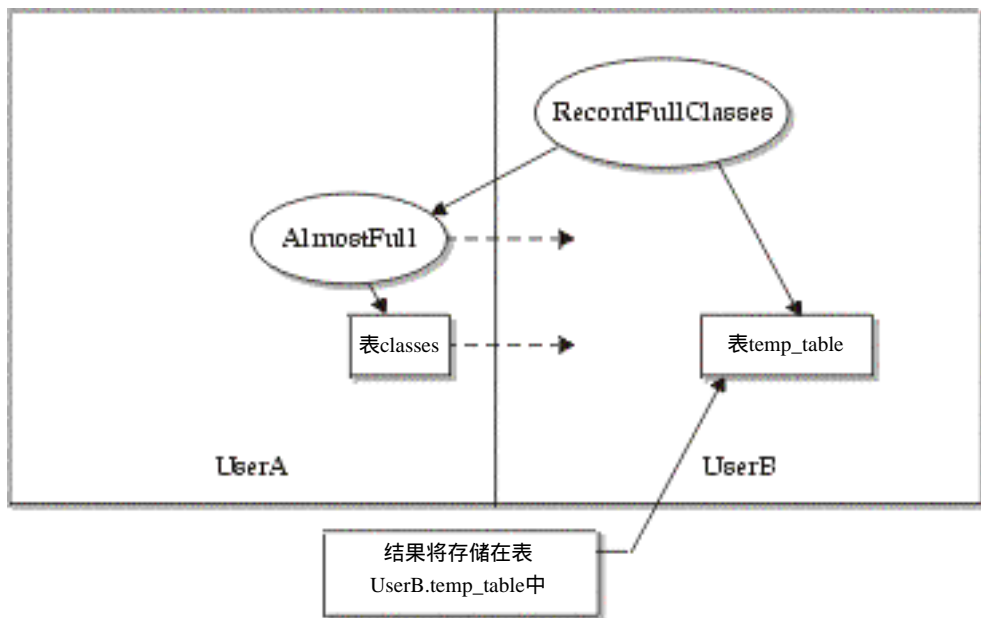 RecordFullClasses
AlmostFull
表classes
表temp_table
UserA
UserB
结果将存储在表
UserB.temp_table中